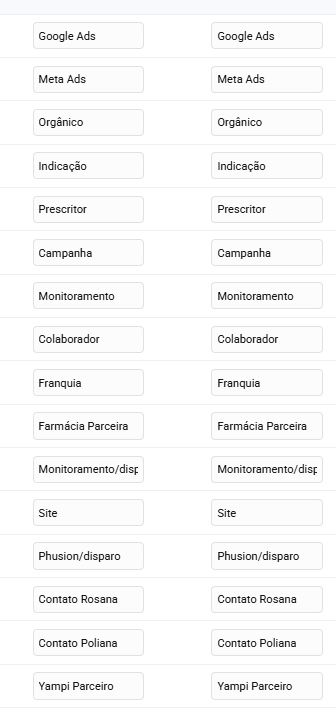 Google Ads Google Ads
Meta Ads Meta Ads
Orgânico Orgânico
Indicação Indicação
Prescritor Prescritor
Campanha Campanha
Monitoramento Monitoramento
Colaborador Colaborador
Franquia Franquia
Farmácia Parceira Farmácia Parceira
Monitoramento/disp Monitoramento/disp
Site Site
Phusion/disparo Phusion/disparo
Contato Rosana Contato Rosana
Contato Poliana Contato Poliana
Yampi Parceiro Yampi Parceiro